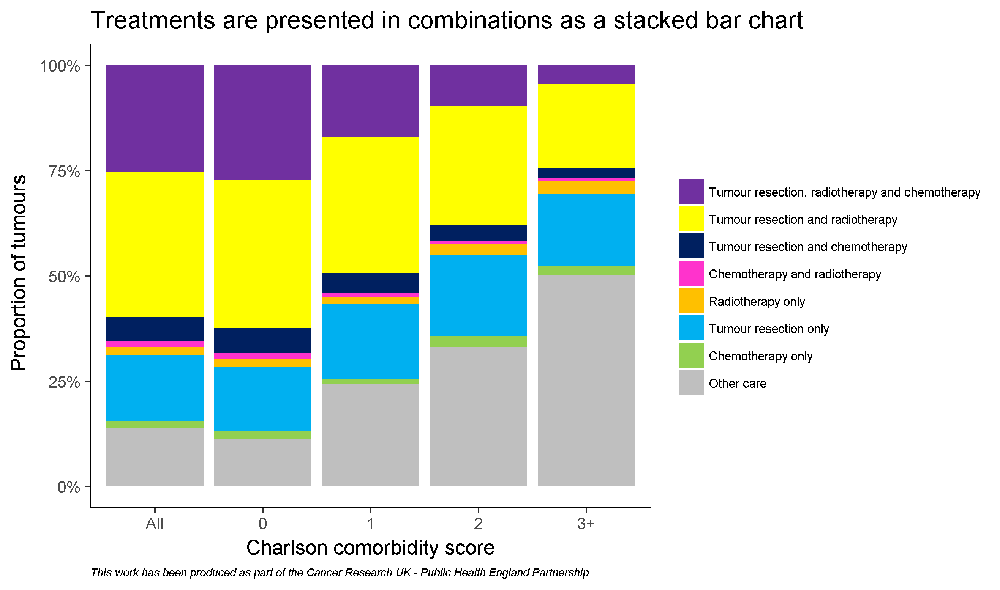 Treatments are presented in combinations as a stacked bar chart
Proportion of tumours
100%
75%
50%
25%
0%
All
0
1
2
3+
Charlson comorbidity score
Tumour resection, radiotherapy and chemotherapy
Tumour resection and radiotherapy
Tumour resection and chemotherapy
Chemotherapy and radiotherapy
Radiotherapy only
Tumour resection only
Chemotherapy only
Other care
This work has been produced as part of the Cancer Research UK - Public Health England Partnership